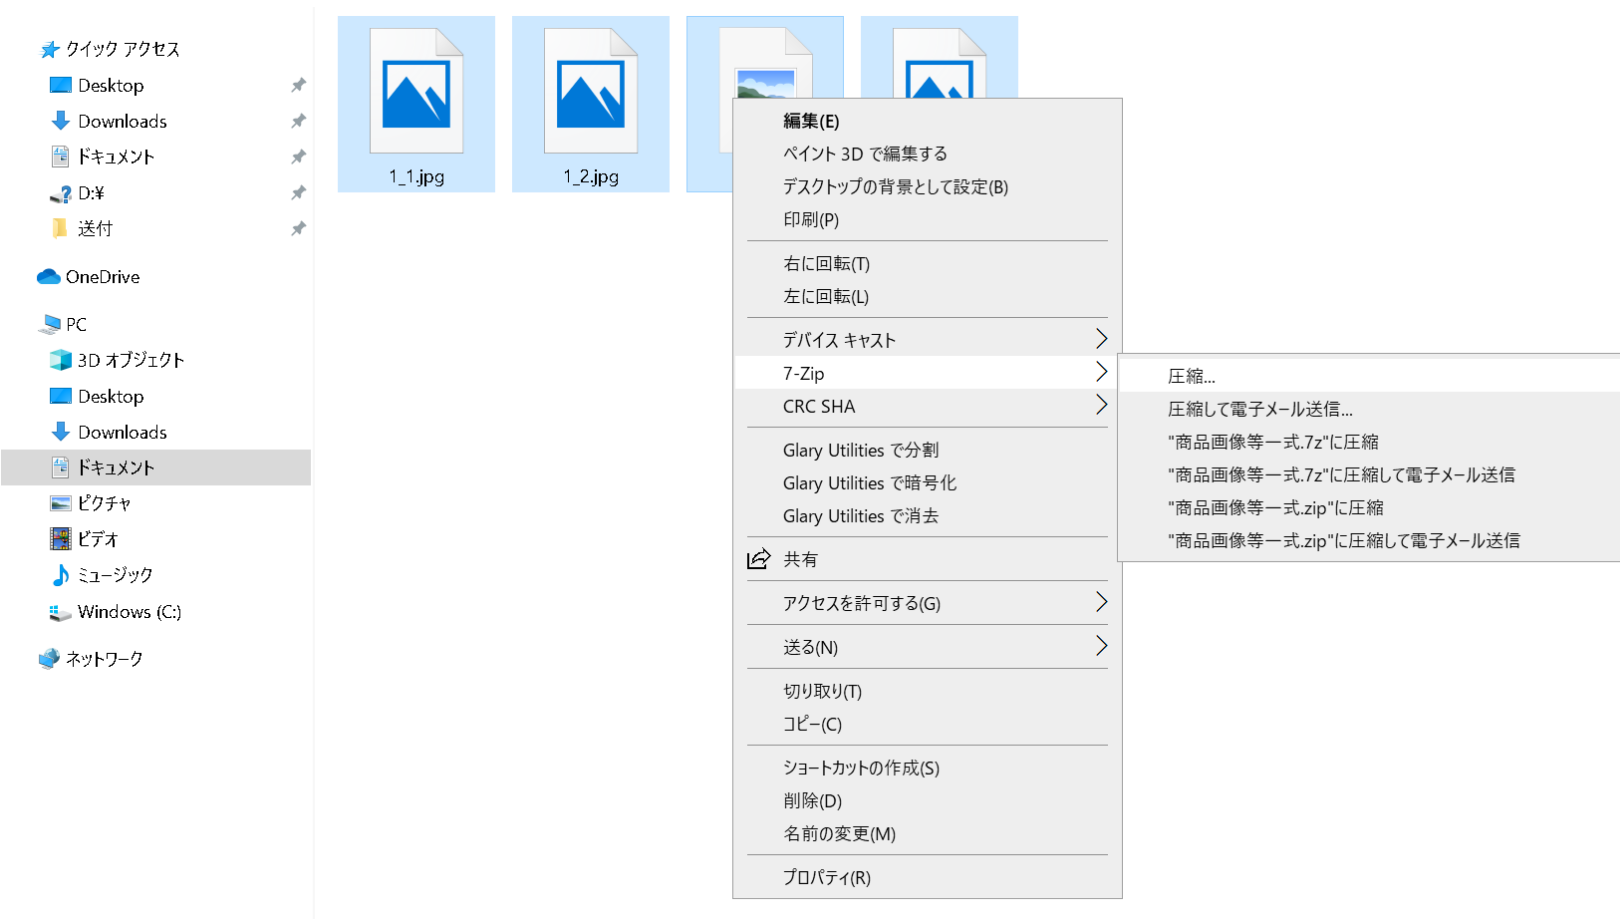 クイック アクセス
Desktop
Downloads
ドキュメント
D:¥
送付
OneDrive
PC
3D オブジェクト
Desktop
Downloads
ドキュメント
ピクチャ
ビデオ
ミュージック
Windows (C:)
ネットワーク
1_1.jpg
1_2.jpg
編集(E)
ペイント 3D で編集する
デスクトップの背景として設定(B)
印刷(P)
右に回転(T)
左に回転(L)
デバイス キャスト
7-Zip
CRC SHA
Glary Utilities で分割
Glary Utilities で暗号化
Glary Utilities で消去
共有
アクセスを許可する(G)
送る(N)
切り取り(T)
コピー(C)
ショートカットの作成(S)
削除(D)
名前の変更(M)
プロパティ(R)
圧縮...
圧縮して電子メール送信...
"商品画像等一式.7z"に圧縮
"商品画像等一式.7z"に圧縮して電子メール送信
"商品画像等一式.zip"に圧縮
"商品画像等一式.zip"に圧縮して電子メール送信